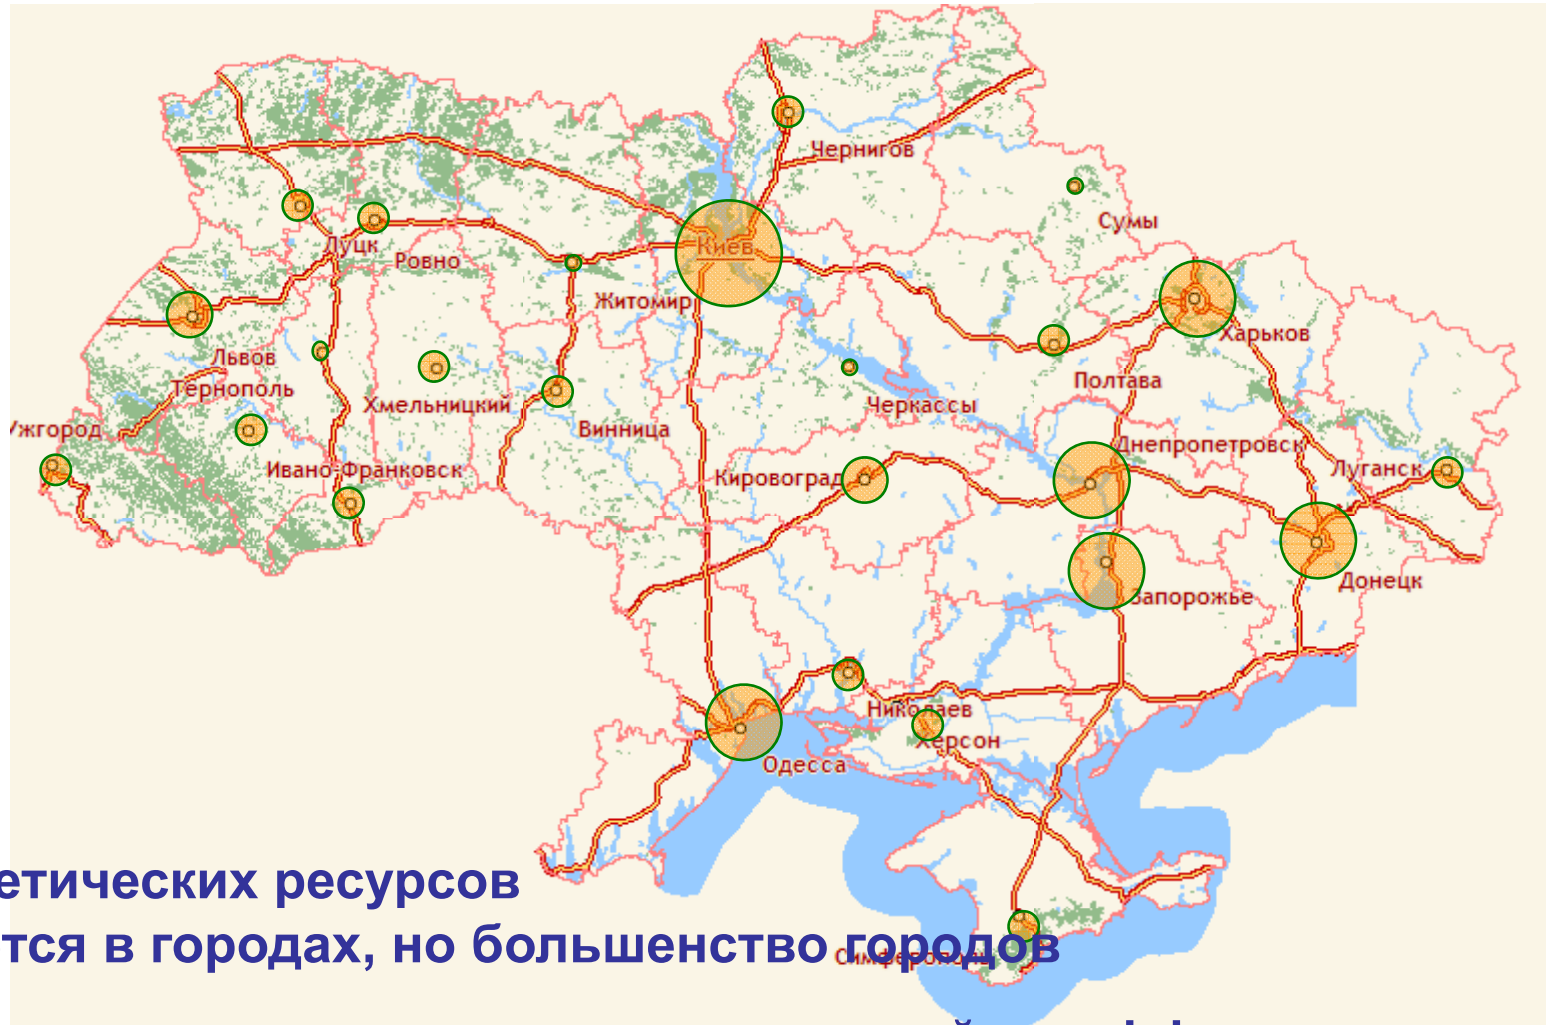 Чернигов
Сумы
Киев
Луцк
Ровно
Житомир
Харьков
Львов
Тернополь
Хмельницкий
Полтава
Черкассы
Ужгород
Винница
Днепропетровск
Ивано-Франковск
Кировоград
Луганск
Донецк
Запорожье
Николаев
Херсон
Одесса
етических ресурсов
тся в городах, но большенство городов
Симферополь